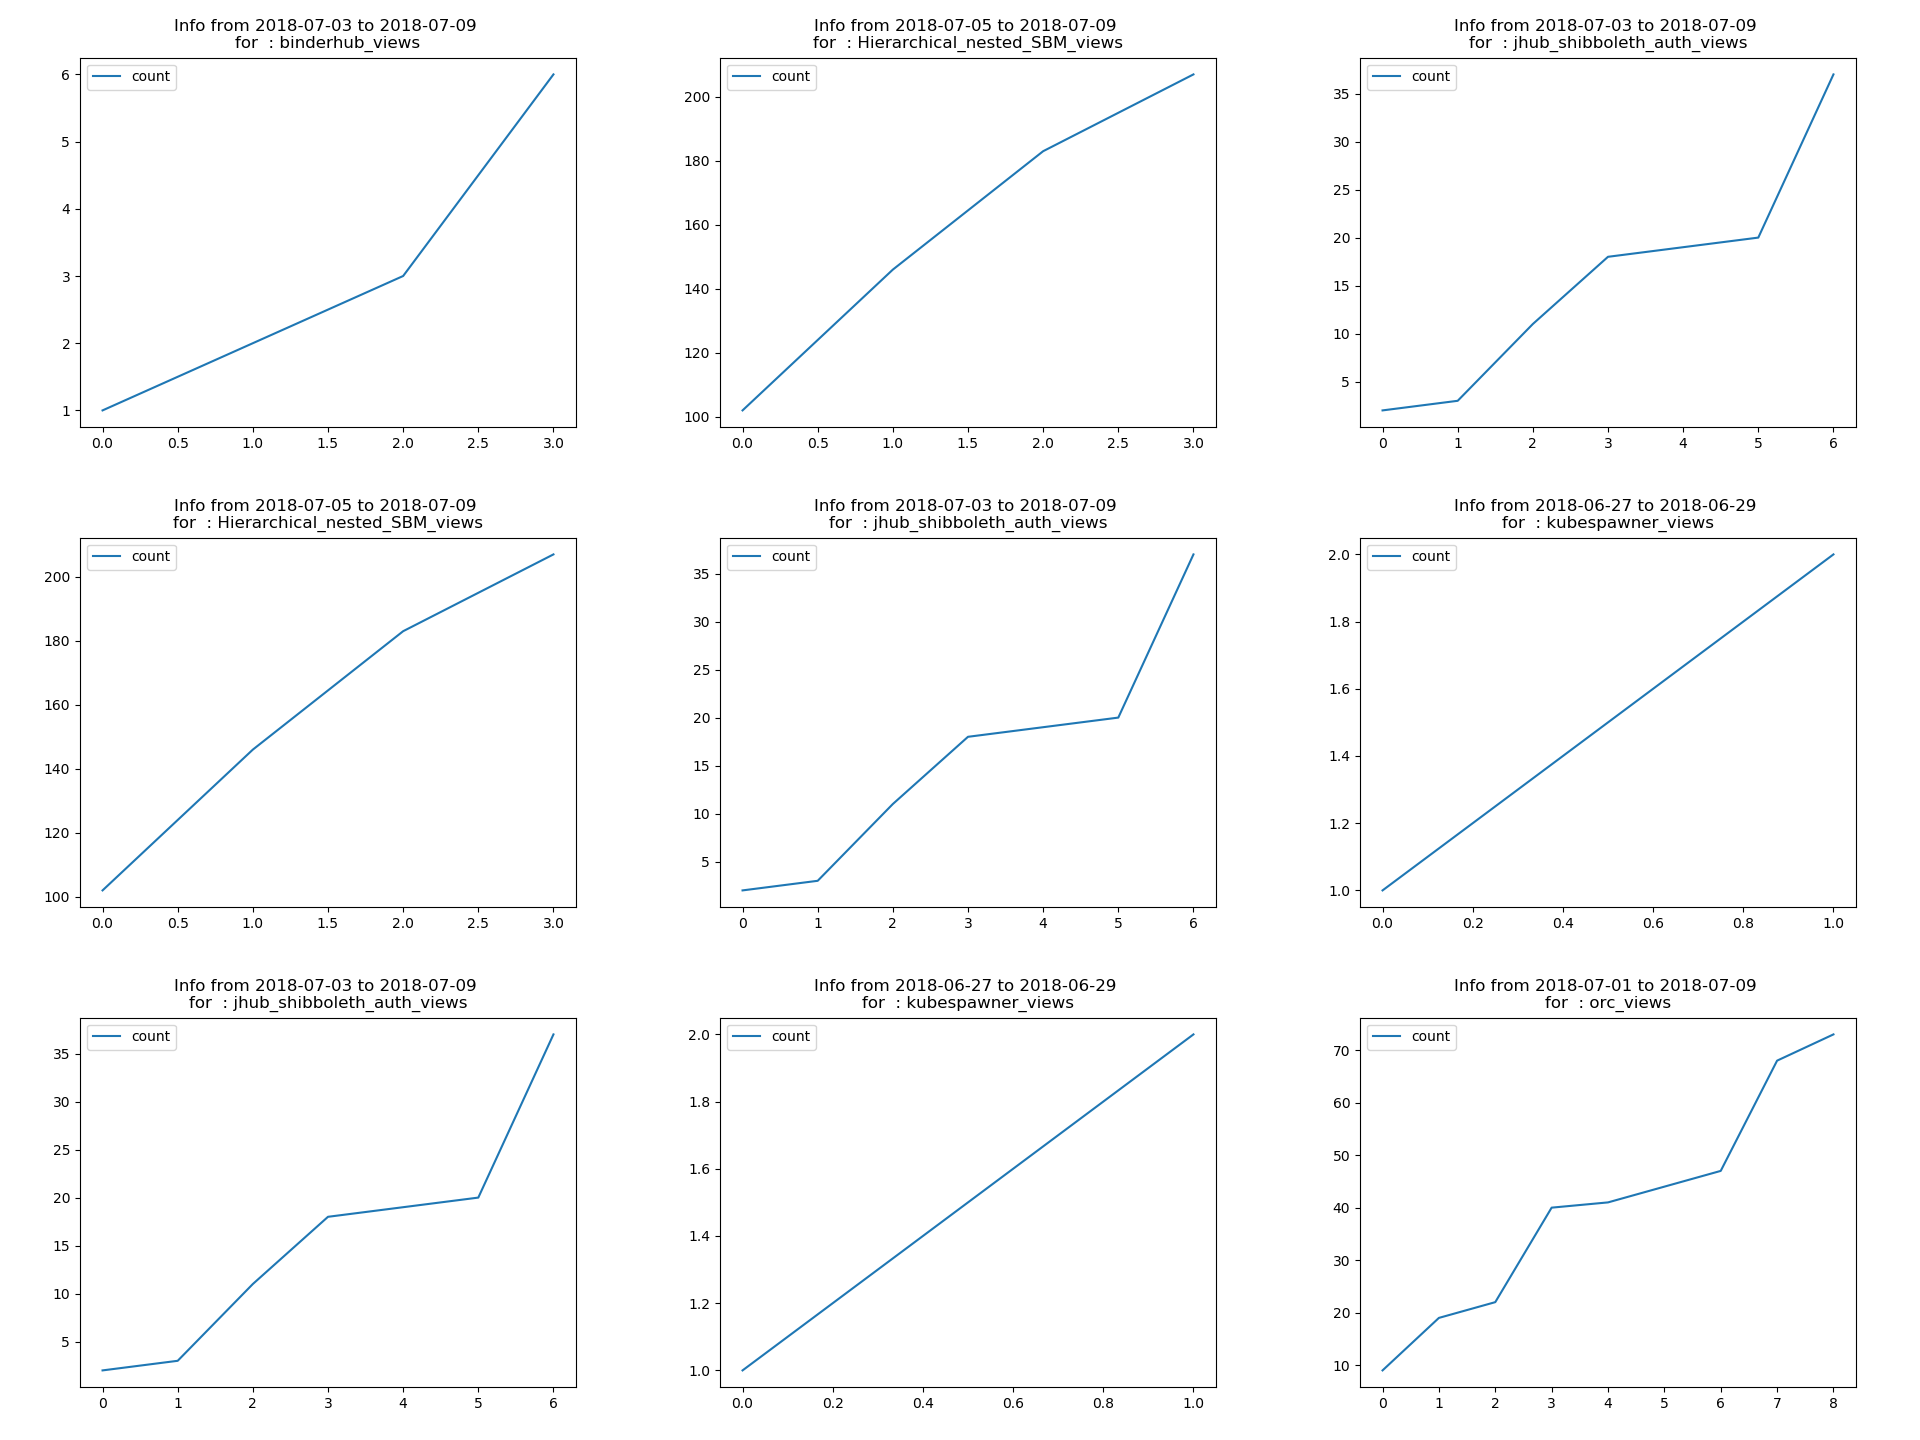 Info from 2018-07-03 to 2018-07-09
for  : binderhub_views
count
6
5
4
3
2
1
0.0 0.5 1.0 1.5 2.0 2.5 3.0
Info from 2018-07-05 to 2018-07-09
for  : Hierarchical_nested_SBM_views
count
200
180
160
140
120
100
0.0 0.5 1.0 1.5 2.0 2.5 3.0
Info from 2018-07-03 to 2018-07-09
for  : jhub_shibboleth_auth_views
count
35
30
25
20
15
10
5
0 1 2 3 4 5 6
Info from 2018-07-05 to 2018-07-09
for  : Hierarchical_nested_SBM_views
count
200
180
160
140
120
100
0.0 0.5 1.0 1.5 2.0 2.5 3.0
Info from 2018-07-03 to 2018-07-09
for  : jhub_shibboleth_auth_views
count
35
30
25
20
15
10
5
0 1 2 3 4 5 6
Info from 2018-06-27 to 2018-06-29
for  : kubespawner_views
count
2.0
1.8
1.6
1.4
1.2
1.0
0.0 0.2 0.4 0.6 0.8 1.0
Info from 2018-07-03 to 2018-07-09
for  : jhub_shibboleth_auth_views
count
35
30
25
20
15
10
5
0 1 2 3 4 5 6
Info from 2018-06-27 to 2018-06-29
for  : kubespawner_views
count
2.0
1.8
1.6
1.4
1.2
1.0
0.0 0.2 0.4 0.6 0.8 1.0
Info from 2018-07-01 to 2018-07-09
for  : orc_views
count
70
60
50
40
30
20
10
0 1 2 3 4 5 6 7 8